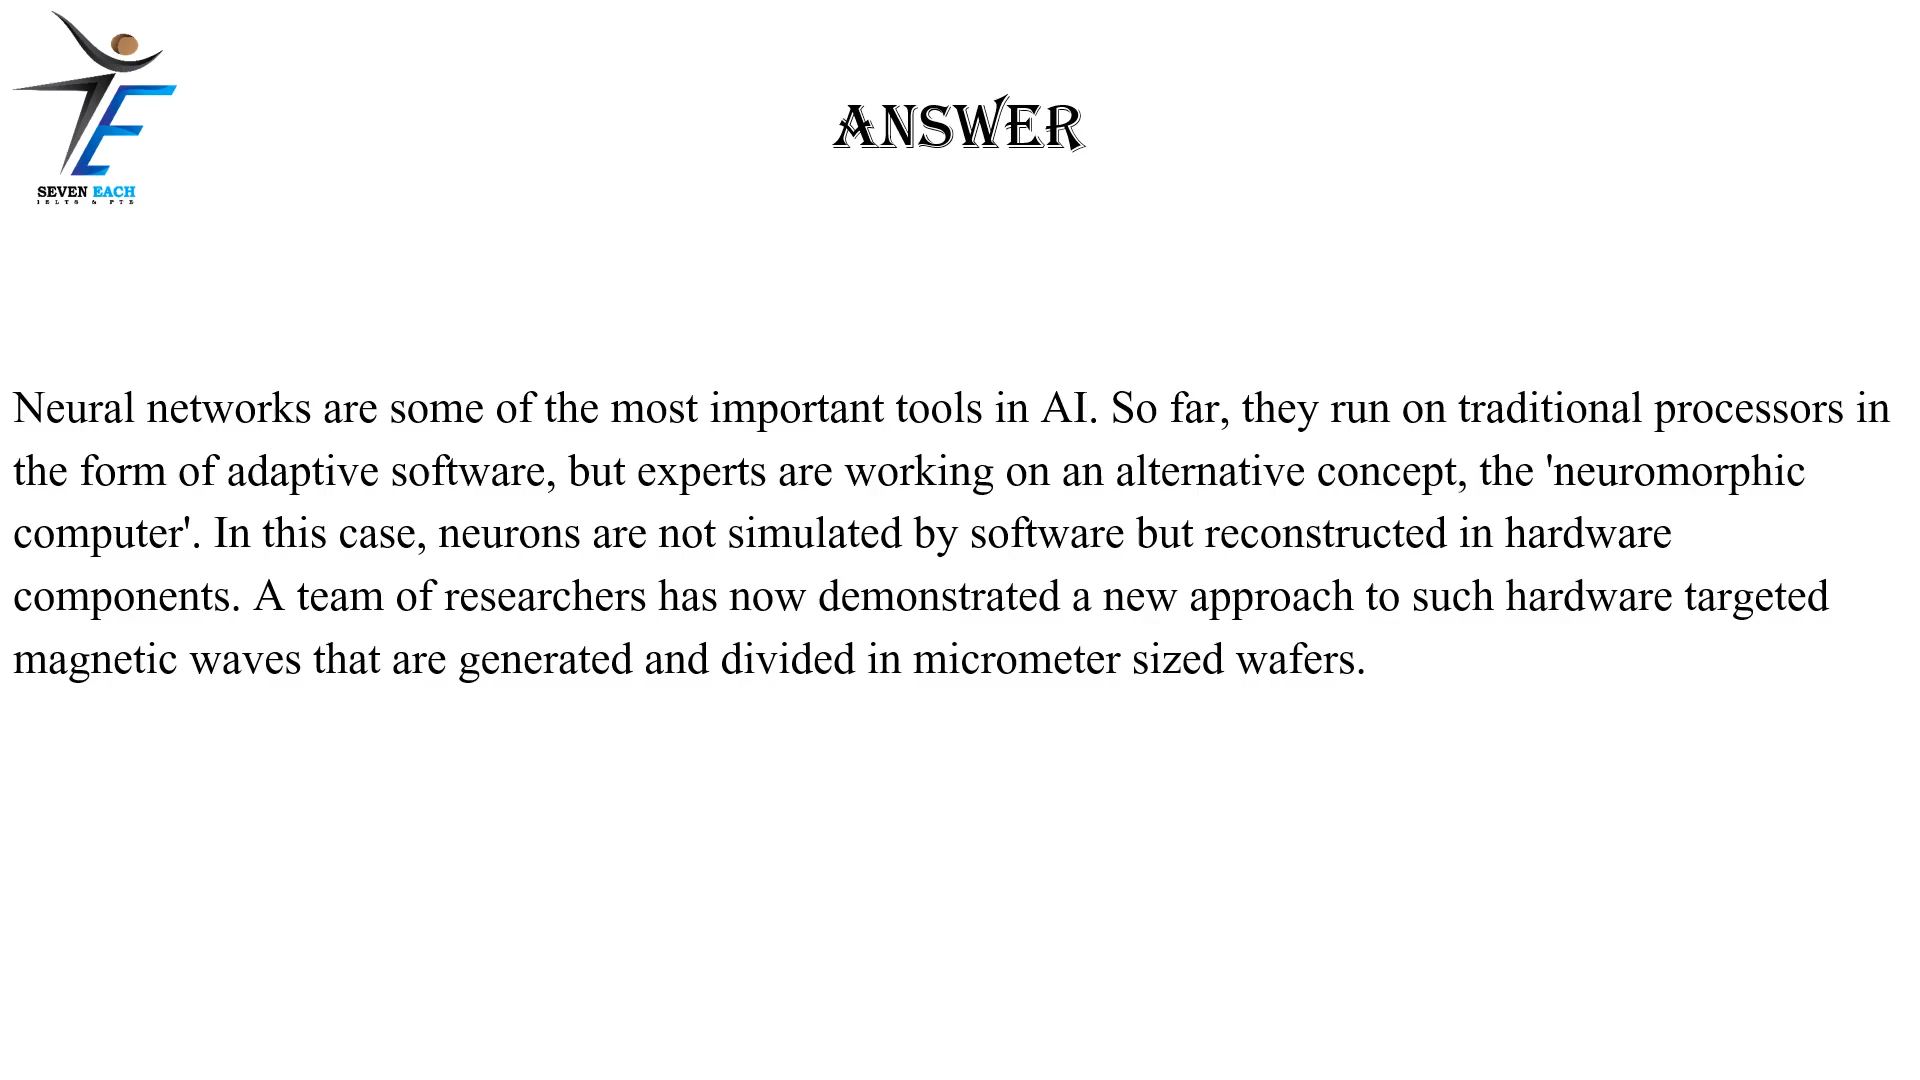 SEVEN EACH
IELTS & PTE
ANSWER
Neural networks are some of the most important tools in AI. So far, they run on traditional processors in
the form of adaptive software, but experts are working on an alternative concept, the 'neuromorphic
computer'. In this case, neurons are not simulated by software but reconstructed in hardware
components. A team of researchers has now demonstrated a new approach to such hardware targeted
magnetic waves that are generated and divided in micrometer sized wafers.